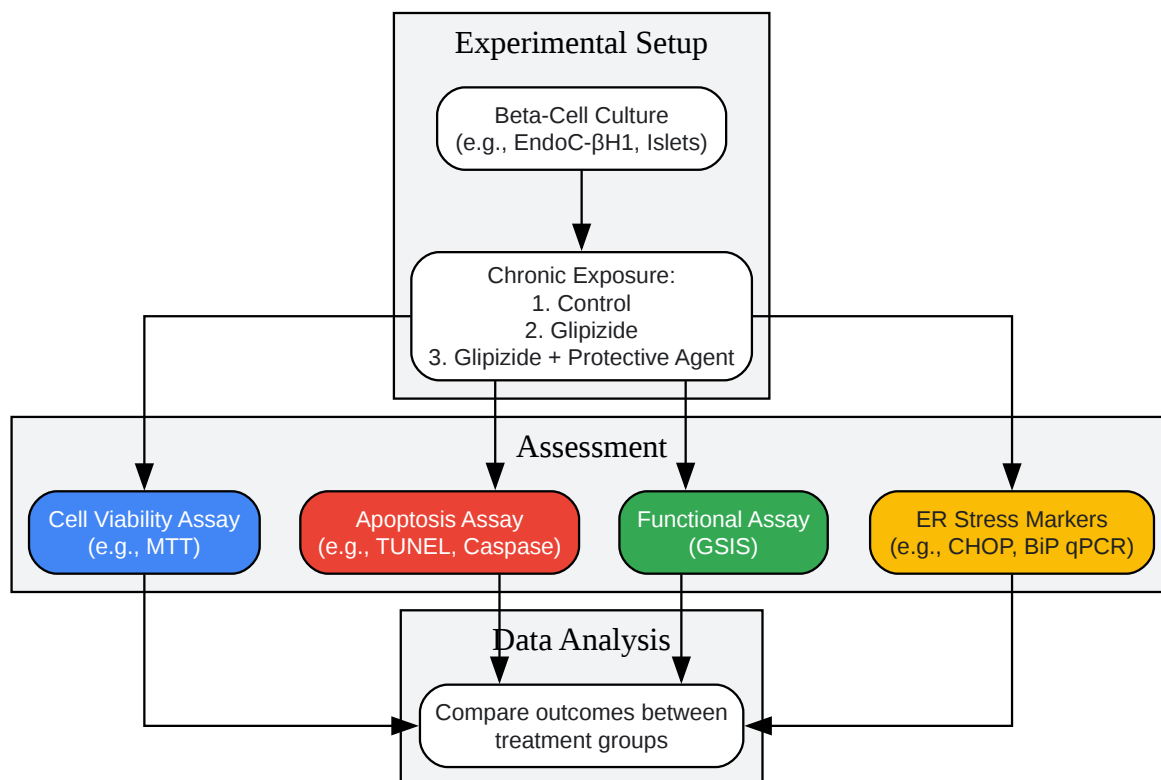 Experimental Setup
Beta-Cell Culture
(e.g., EndoC-βH1, Islets)
Chronic Exposure:
1. Control
2. Glipizide
3. Glipizide + Protective Agent
Assessment
Cell Viability Assay
(e.g., MTT)
Apoptosis Assay
(e.g., TUNEL, Caspase)
Functional Assay
(GSIS)
ER Stress Markers
(e.g., CHOP, BiP qPCR)
Data Analysis
Compare outcomes between
treatment groups